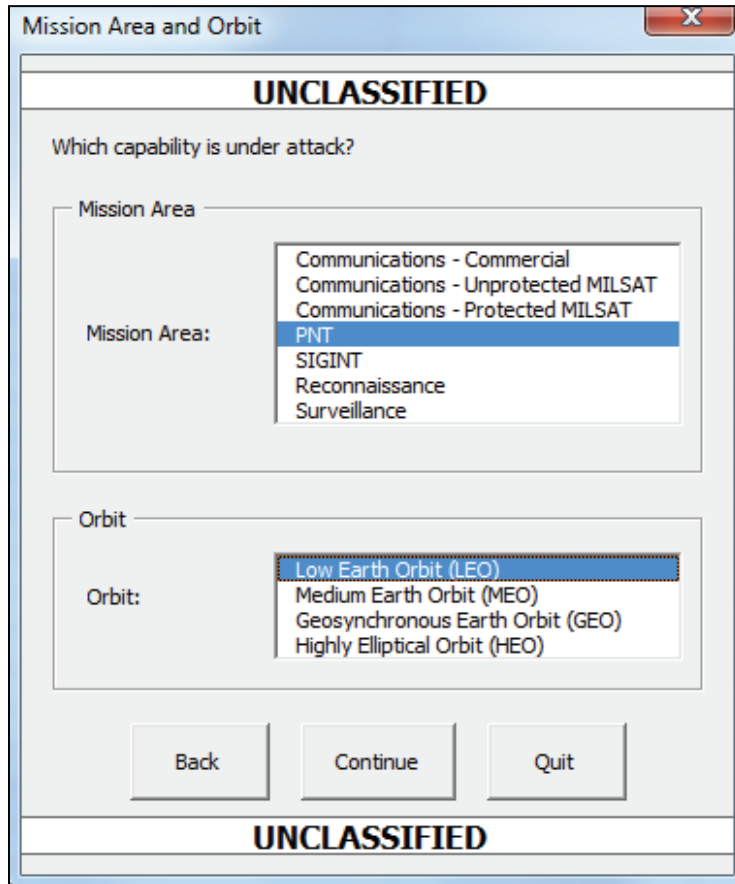 Mission Area and Orbit
X
UNCLASSIFIED
Which capability is under attack?
Mission Area
Mission Area:
Communications - Commercial
Communications - Unprotected MILSAT
Communications - Protected MILSAT
PNT
SIGINT
Reconnaissance
Surveillance
Orbit
Orbit:
Low Earth Orbit (LEO)
Medium Earth Orbit (MEO)
Geosynchronous Earth Orbit (GEO)
Highly Elliptical Orbit (HEO)
Back Continue Quit
UNCLASSIFIED